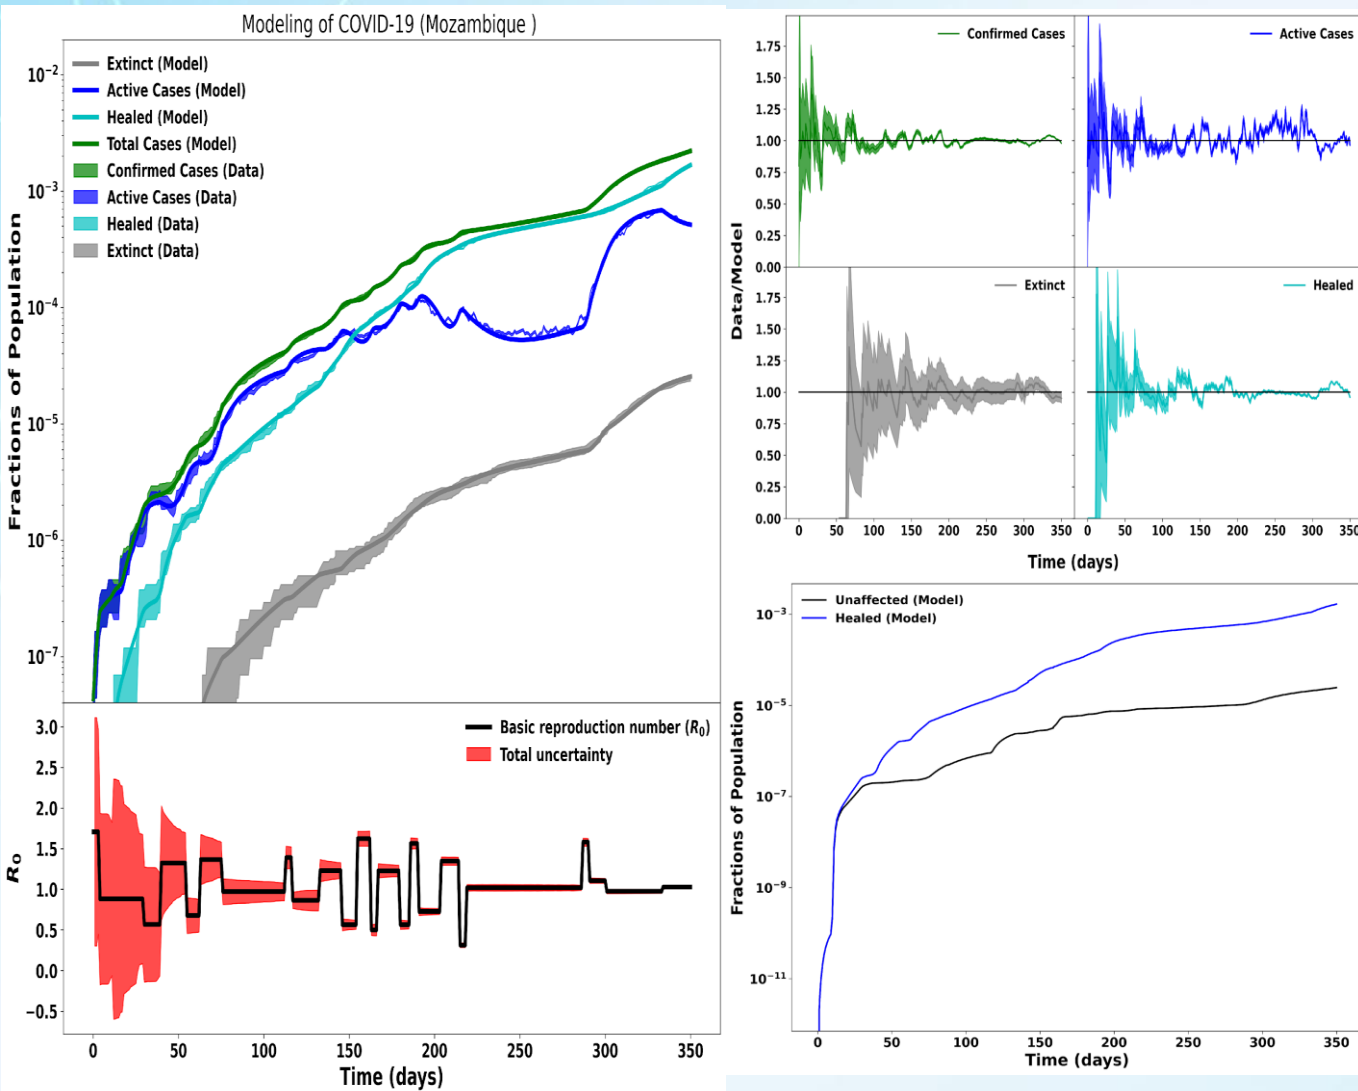 Modeling of COVID-19 (Mozambique )
Extinct (Model)
Active Cases (Model)
Healed (Model)
Total Cases (Model)
Confirmed Cases (Data)
Active Cases (Data)
Healed (Data)
Extinct (Data)
Fractions of Population
10⁻²
10⁻³
10⁻⁴
10⁻⁵
10⁻⁶
10⁻⁷
Basic reproduction number (R₀)
Total uncertainty
R₀
3.0
2.5
2.0
1.5
1.0
0.5
0.0
−0.5
0 50 100 150 200 250 300 350
Time (days)
Confirmed Cases
Active Cases
1.75
1.50
1.25
1.00
0.75
0.50
0.25
0.00
Data/Model
Extinct
Healed
1.75
1.50
1.25
1.00
0.75
0.50
0.25
0.00
0 50 100 150 200 250 300 350
0 50 100 150 200 250 300 350
Time (days)
Unaffected (Model)
Healed (Model)
Fractions of Population
10⁻³
10⁻⁵
10⁻⁷
10⁻⁹
10⁻¹¹
0 50 100 150 200 250 300 350
Time (days)